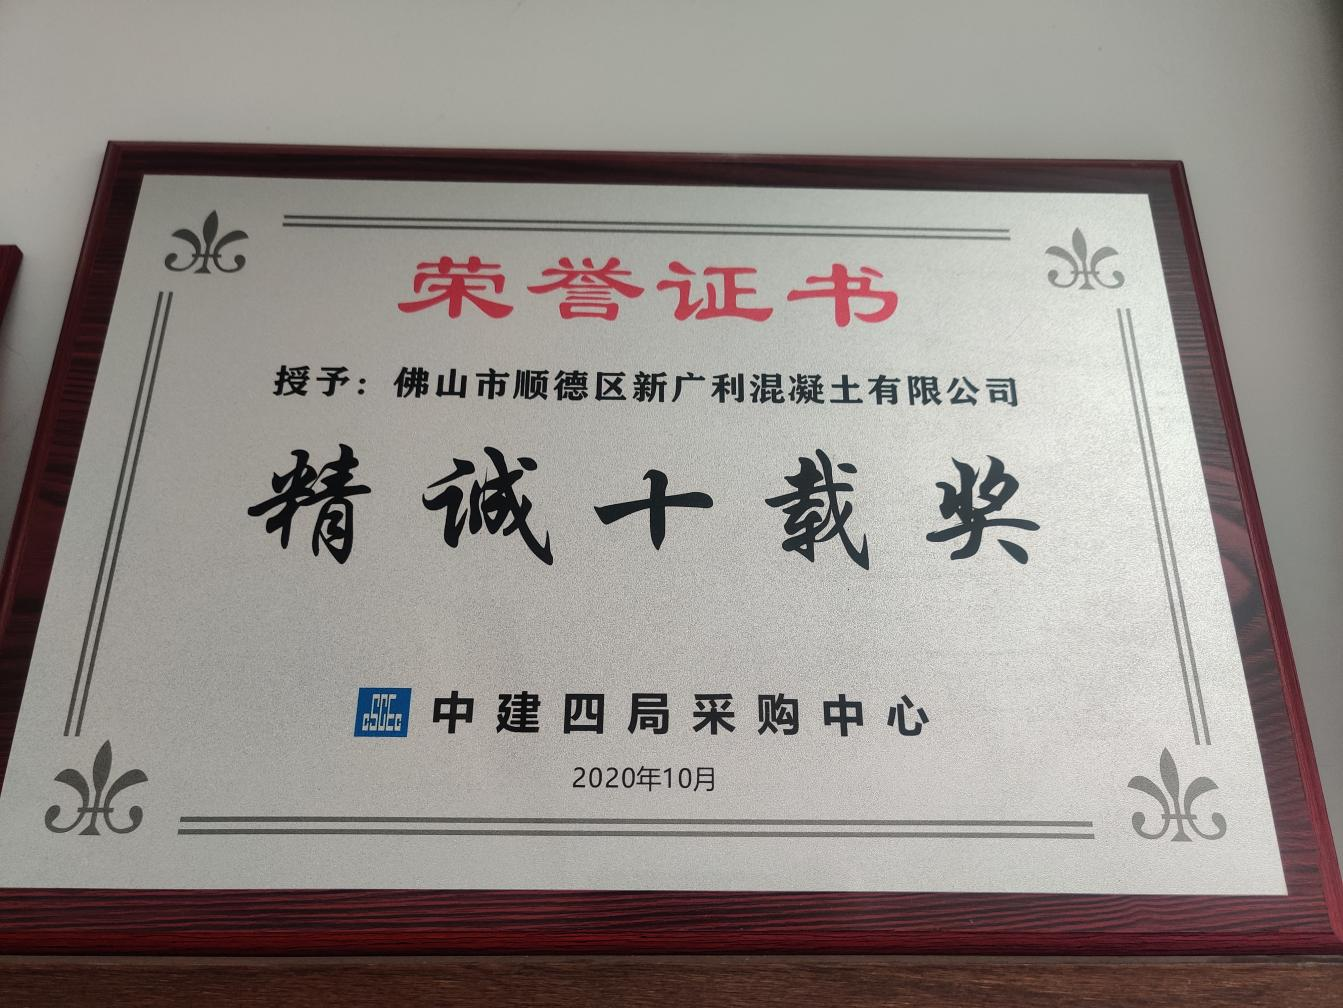 荣誉证书
授予：佛山市顺德区新广利混凝土有限公司
精诚十载奖
CSCEC 中建四局采购中心
2020年10月